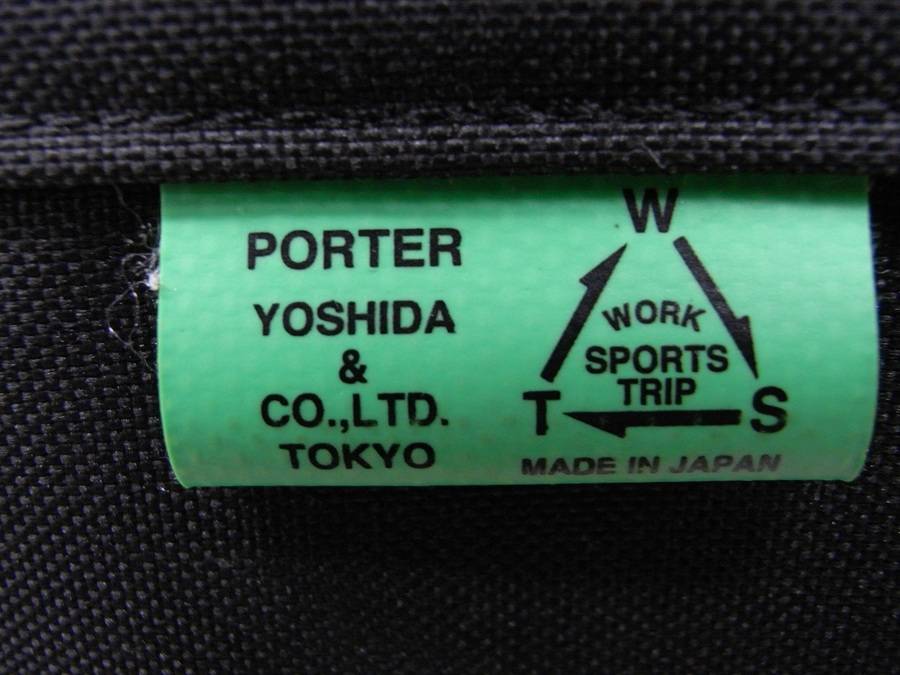 PORTER
YOSHIDA
&
CO.,LTD.
TOKYO
W
WORK
SPORTS
TRIP
T S
MADE IN JAPAN